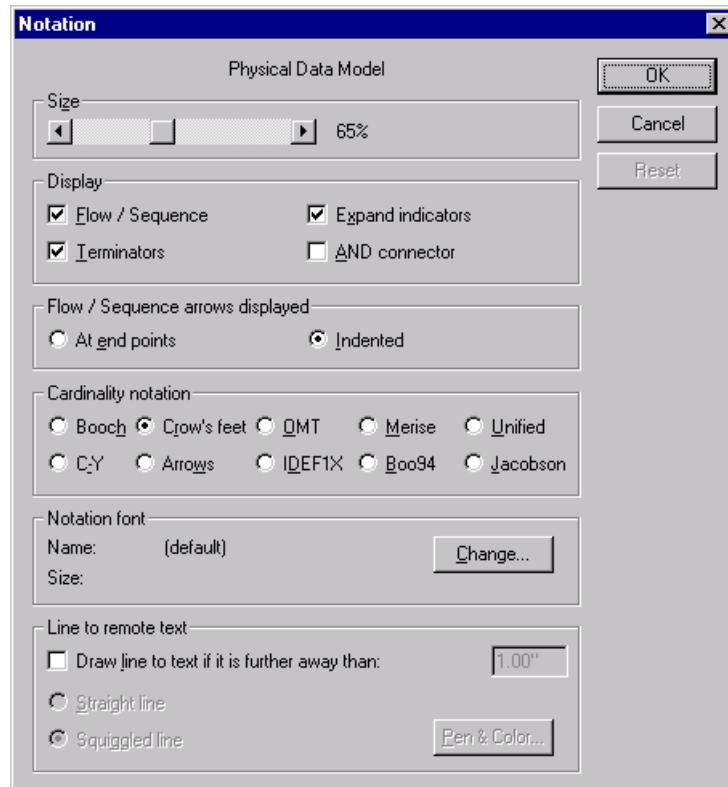 Notation
Physical Data Model
OK
Size
65%
Cancel
Reset
Display
Flow / Sequence
Expand indicators
Terminators
AND connector
Flow / Sequence arrows displayed
At end points
Indented
Cardinality notation
Booch Crow's feet OMT Merise Unified
C-Y Arrows IDEF1X Boo94 Jacobson
Notation font
Name: (default)
Change...
Size:
Line to remote text
Draw line to text if it is further away than: 1.00"
Straight line
Squiggled line
Pen & Color...